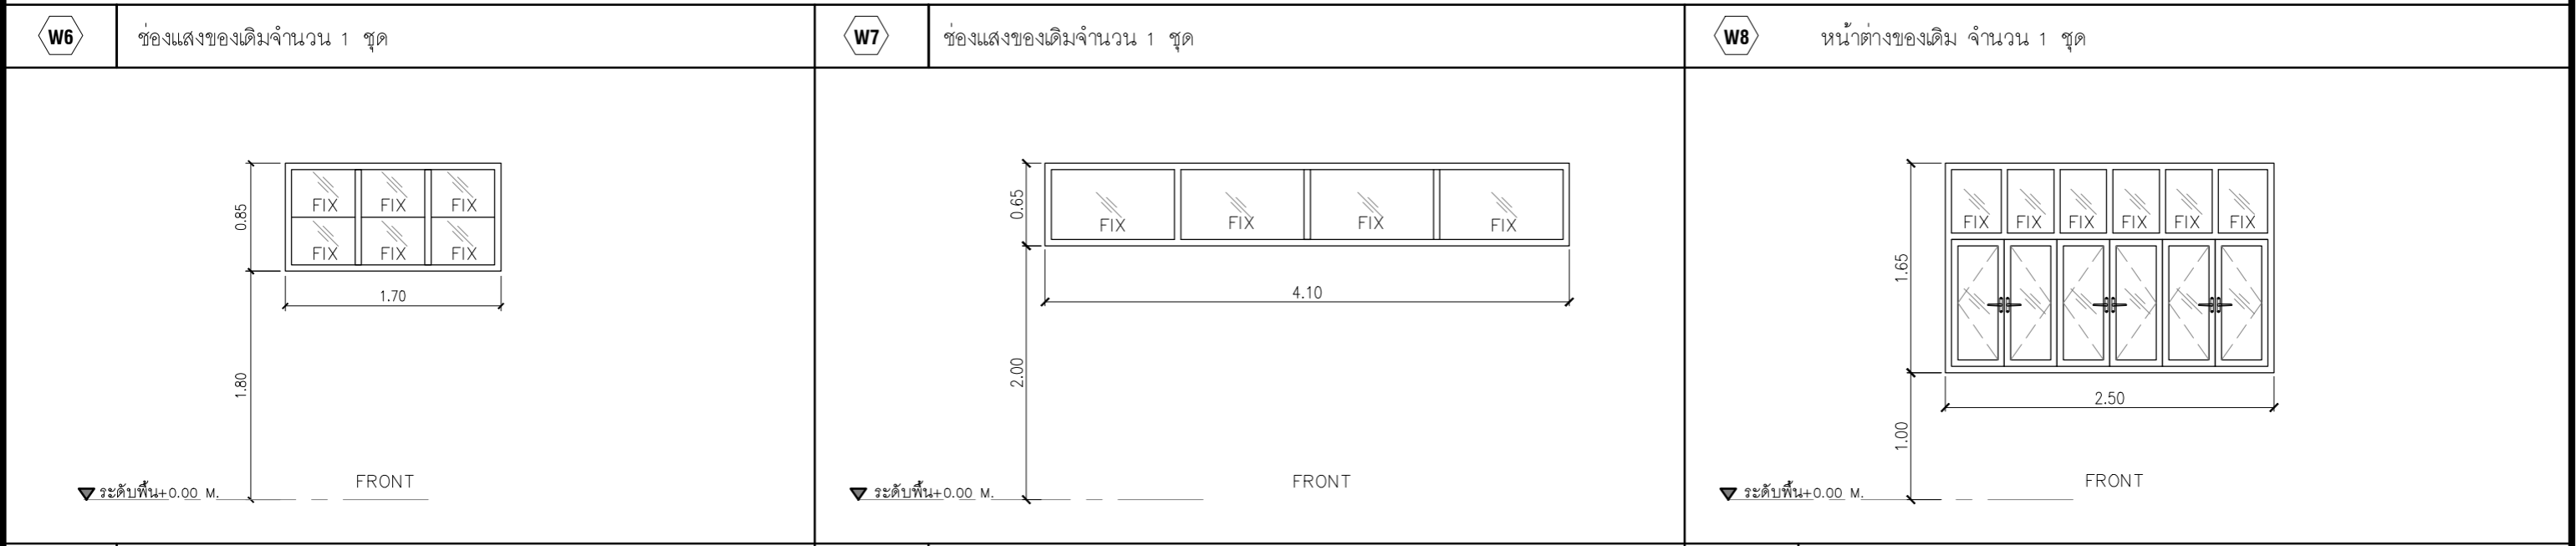 W6 ช่องแสงของเดิมจำนวน 1 ชุด
FIX FIX FIX
FIX FIX FIX
0.85
1.70
1.80
FRONT
ระดับพื้น+0.00 M.
W7 ช่องแสงของเดิมจำนวน 1 ชุด
FIX FIX FIX FIX
0.65
4.10
2.00
FRONT
ระดับพื้น+0.00 M.
W8 หน้าต่างของเดิม จำนวน 1 ชุด
FIX FIX FIX FIX FIX FIX
1.65
2.50
1.00
FRONT
ระดับพื้น+0.00 M.